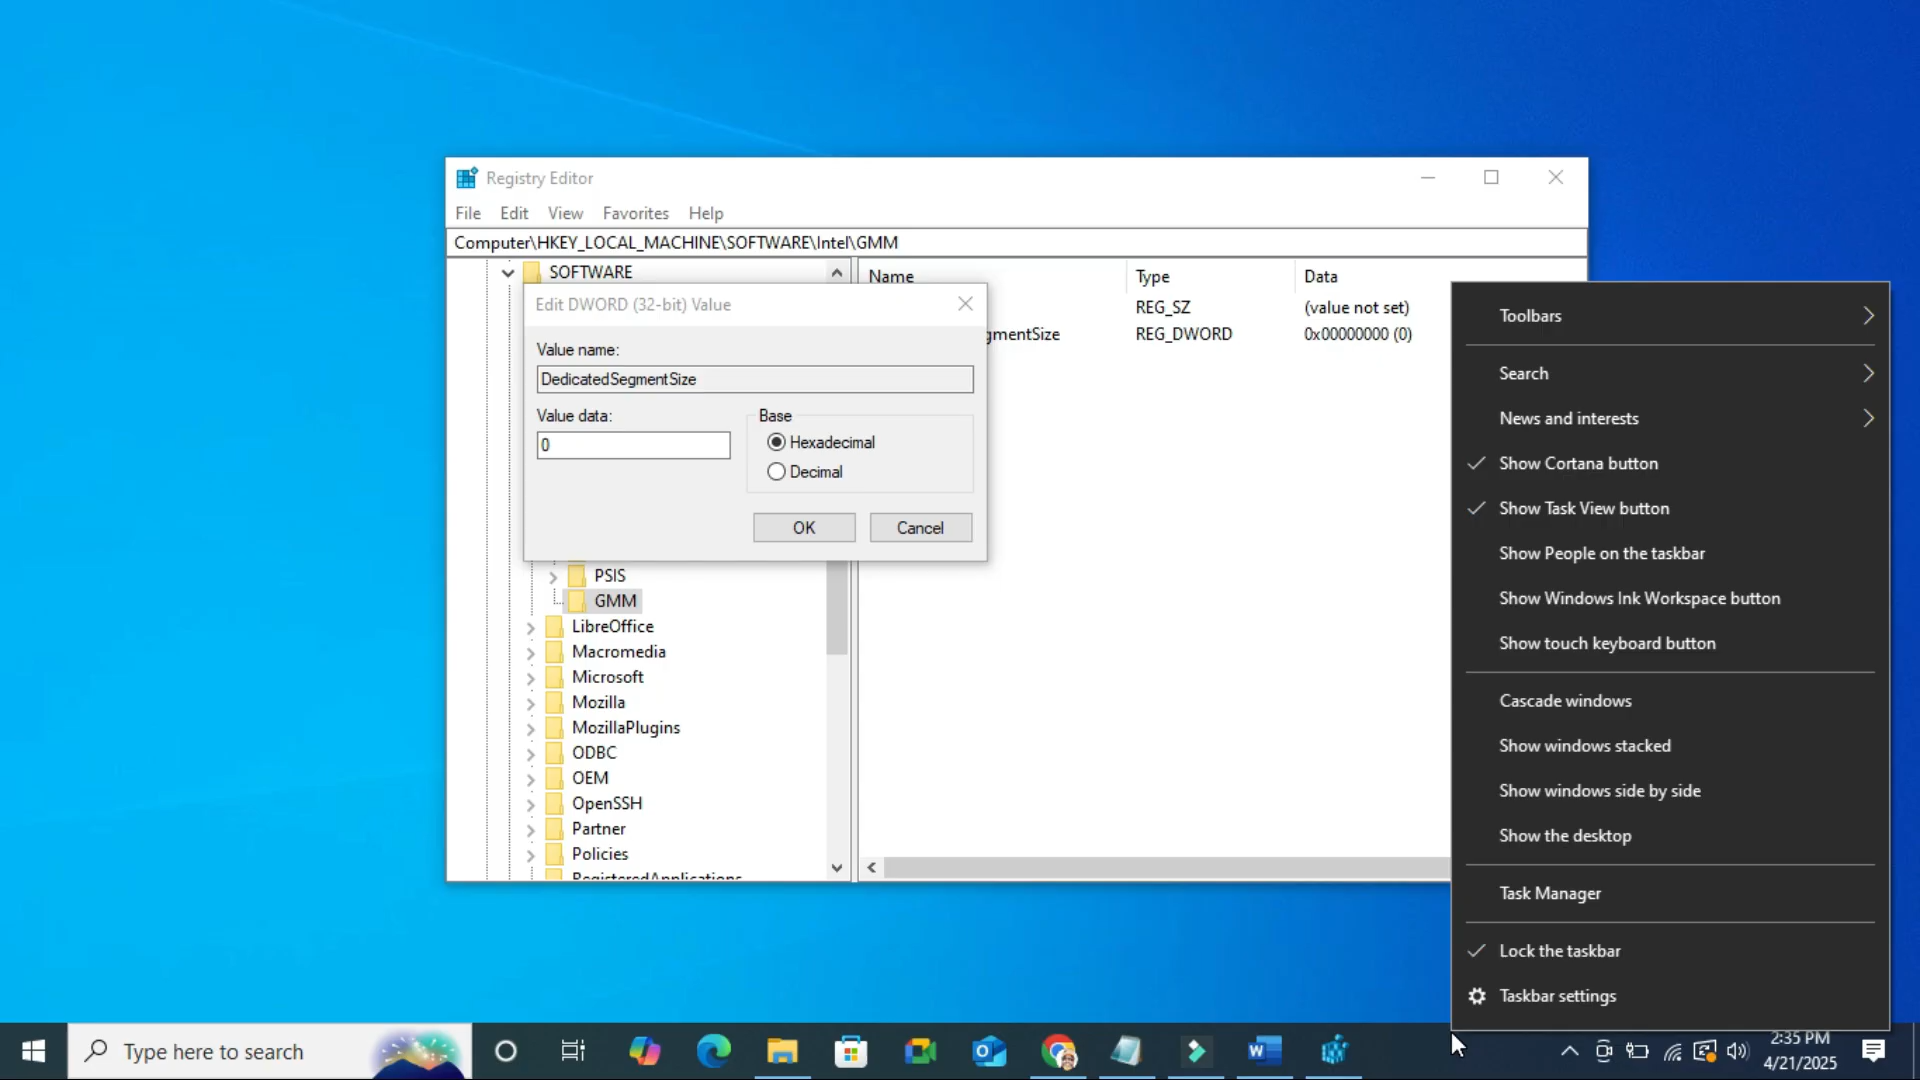 Registry Editor
File Edit View Favorites Help
Computer\HKEY_LOCAL_MACHINE\SOFTWARE\Intel\GMM
SOFTWARE
Name Type Data
REG_SZ (value not set)
gmentSize REG_DWORD 0x00000000 (0)
Edit DWORD (32-bit) Value
Value name:
DedicatedSegmentSize
Value data:
0
Base
Hexadecimal
Decimal
OK Cancel
PSIS
GMM
LibreOffice
Macromedia
Microsoft
Mozilla
MozillaPlugins
ODBC
OEM
OpenSSH
Partner
Policies
RegisteredApplications
Toolbars
Search
News and interests
Show Cortana button
Show Task View button
Show People on the taskbar
Show Windows Ink Workspace button
Show touch keyboard button
Cascade windows
Show windows stacked
Show windows side by side
Show the desktop
Task Manager
Lock the taskbar
Taskbar settings
Type here to search
2:35 PM
4/21/2025